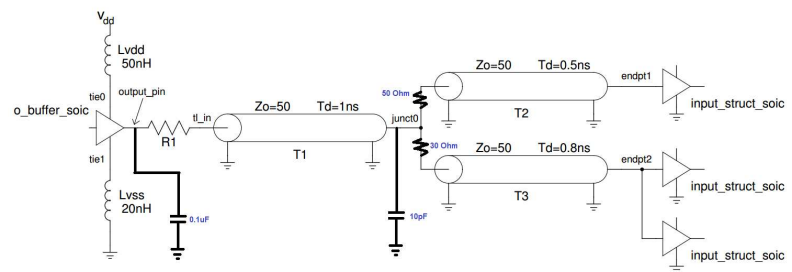 Vdd
Lvdd
50nH
tie0
output_pin
o_buffer_soic
tl_in
R1
tie1
Lvss
20nH
0.1uF
Zo=50 Td=1ns
T1
junct0
10pF
50 Ohm
30 Ohm
Zo=50 Td=0.5ns
T2
endpt1
input_struct_soic
Zo=50 Td=0.8ns
T3
endpt2
input_struct_soic
input_struct_soic